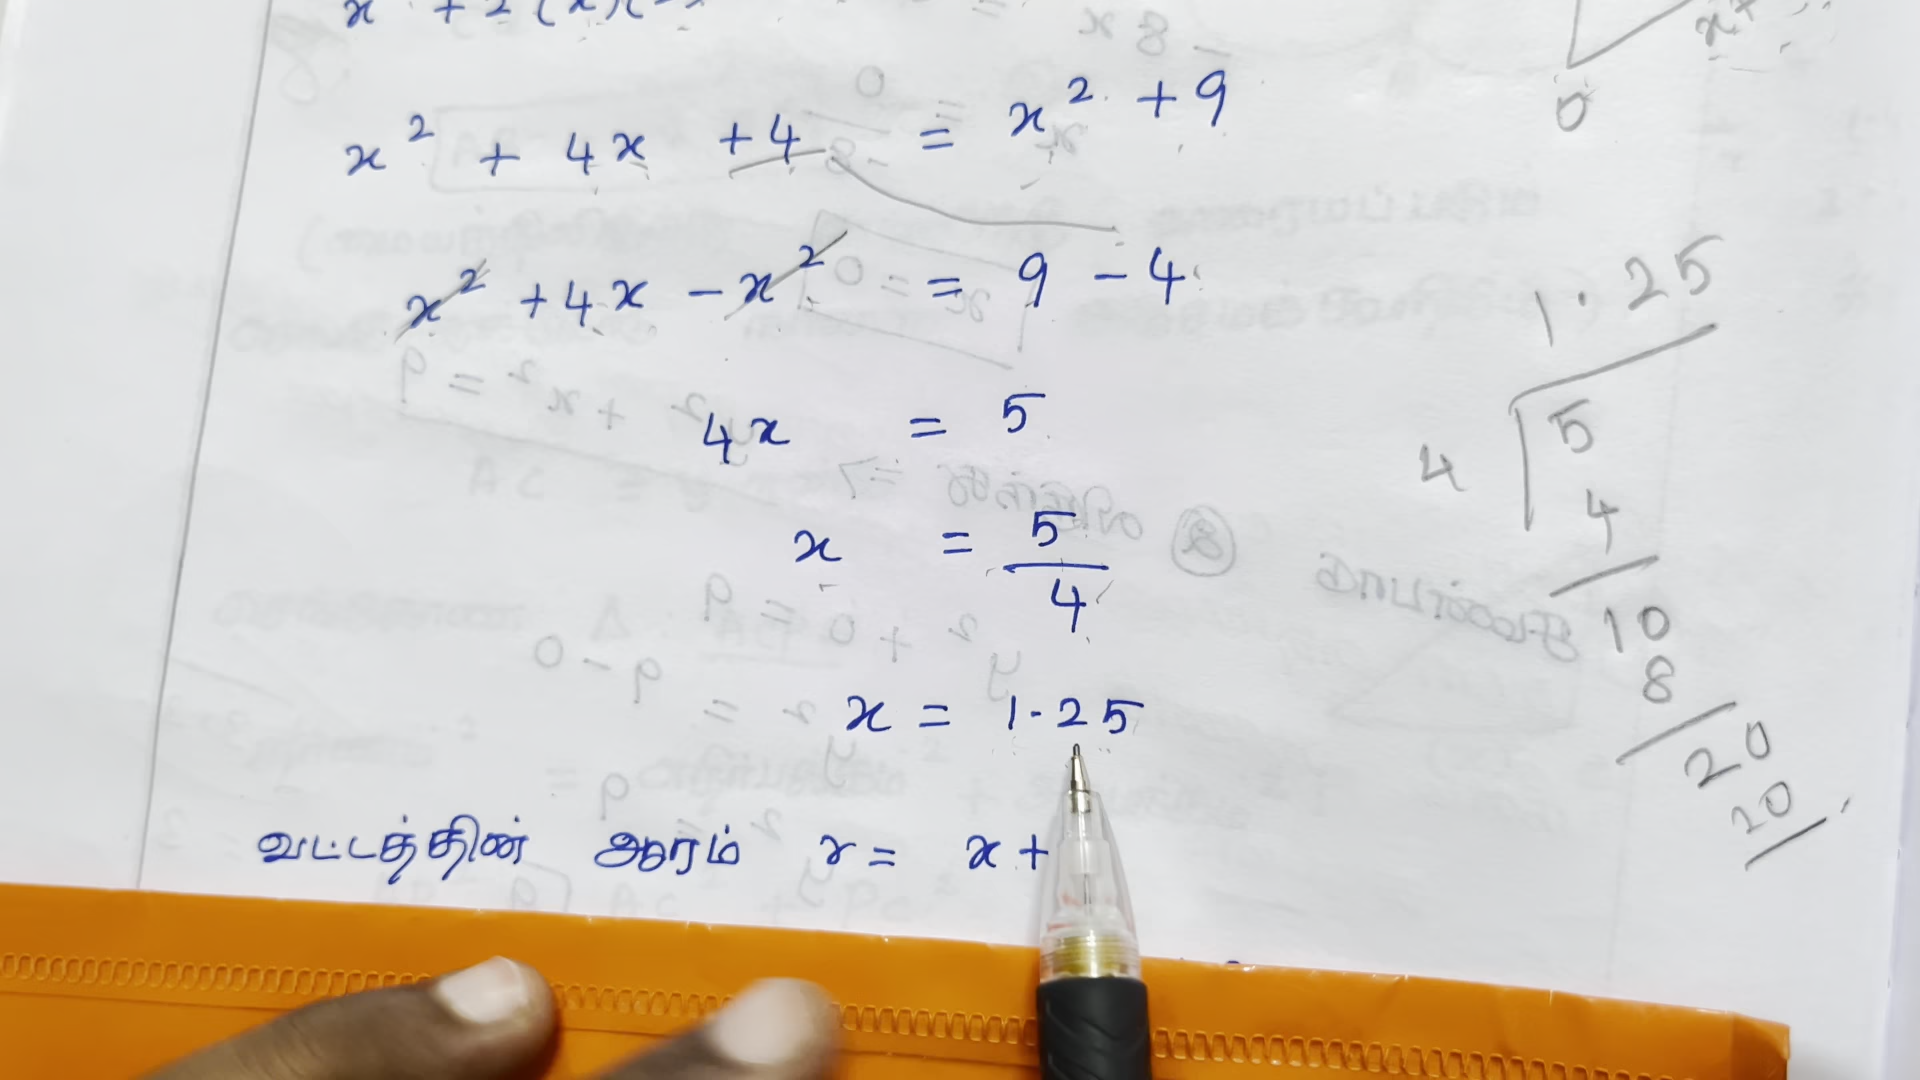 x² + 4x + 4 = x² + 9
x² + 4x - x² = 9 - 4
4x = 5
x = 5/4
x = 1.25
வட்டத்தின் ஆரம் r = x +
0
1.25
4 5
4
10
8
20
20